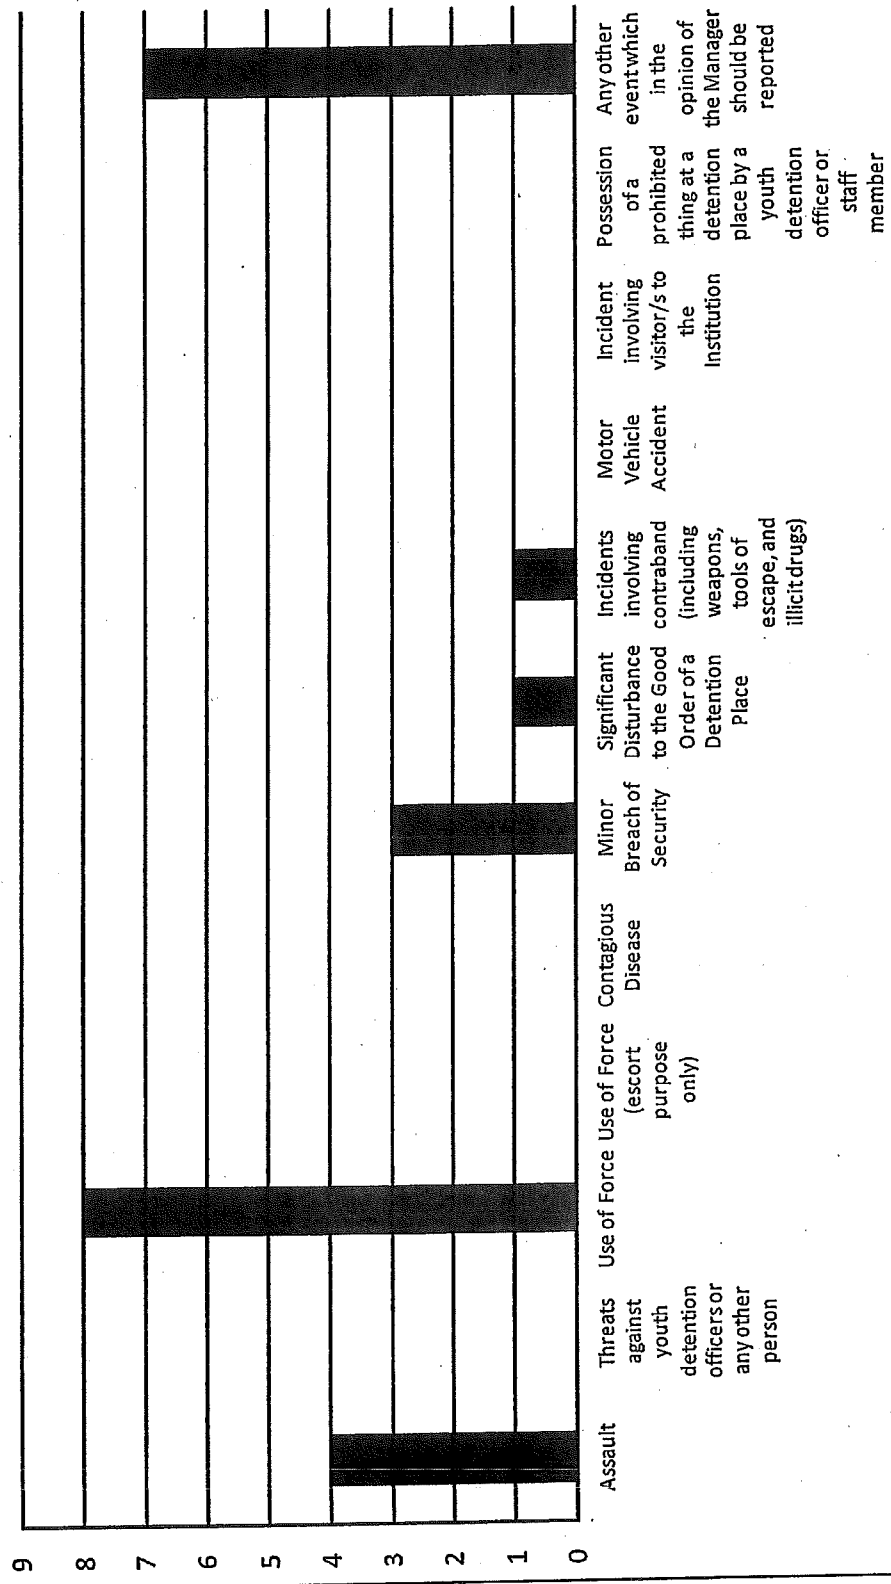 9
8
7
6
5
4
3
2
1
0
Assault
Threats
against
youth
detention
officers or
any other
person
Use of Force
Use of Force
(escort
purpose
only)
Contagious
Disease
Minor
Breach of
Security
Significant
Disturbance
to the Good
Order of a
Detention
Place
Incidents
involving
contraband
(including
weapons,
tools of
escape, and
illicit drugs)
Motor
Vehicle
Accident
Incident
involving
visitor/s to
the
Institution
Possession
of a
prohibited
thing at a
detention
place by a
youth
detention
officer or
staff
member
Any other
event which
in the
opinion of
the Manager
should be
reported